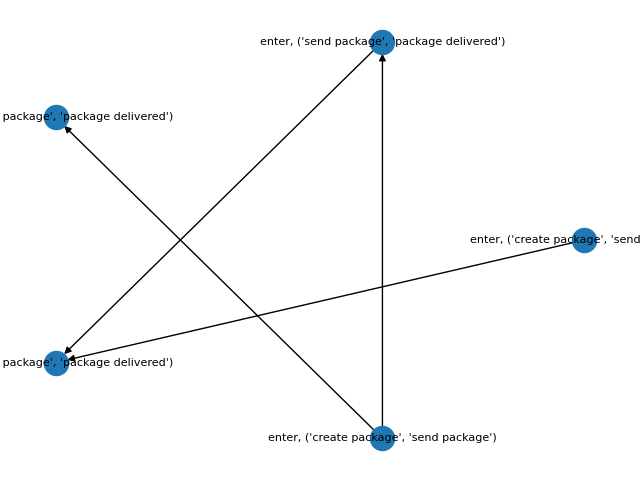 enter, ('send package', 'package delivered')
package', 'package delivered')
enter, ('create package', 'send
package', 'package delivered')
enter, ('create package', 'send package')